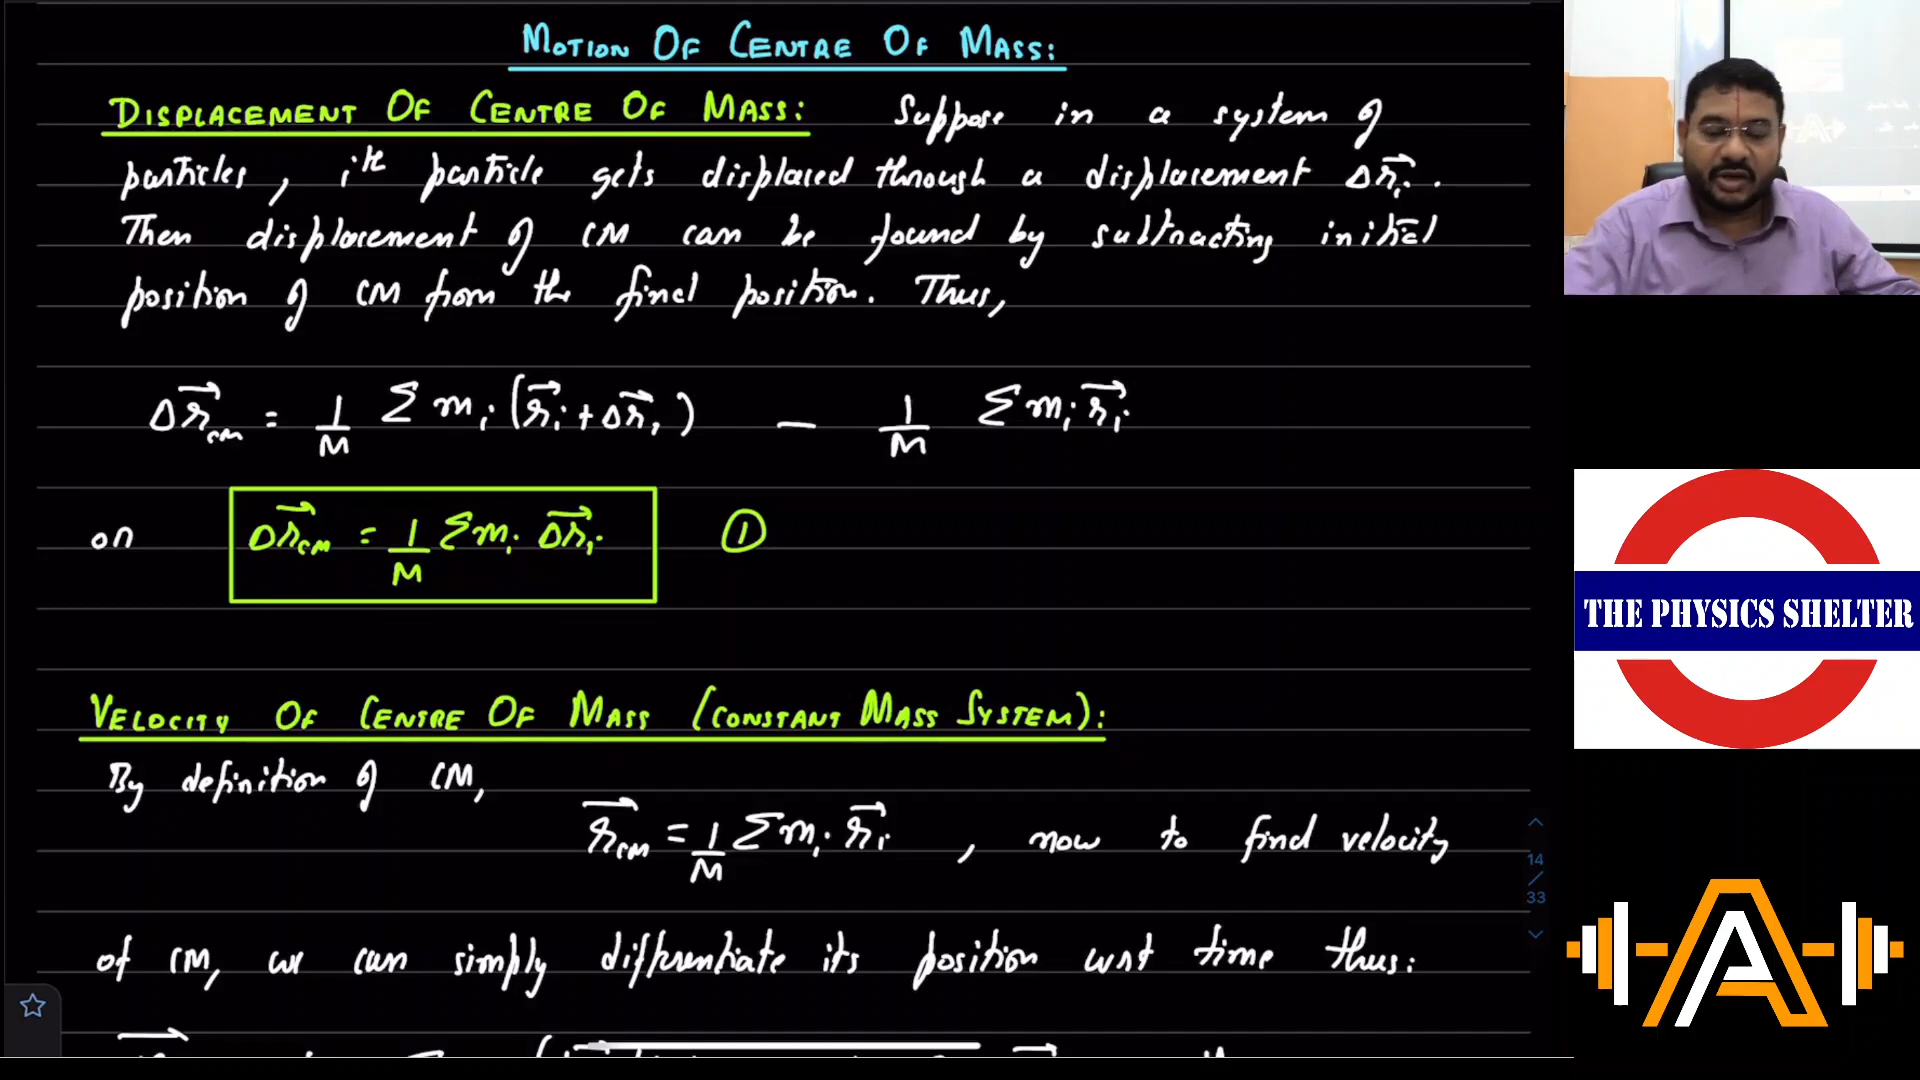 MOTION OF CENTRE OF MASS:
DISPLACEMENT OF CENTRE OF MASS: Suppose in a system of
particles, ith particle gets displaced through a displacement Δr⃗ᵢ.
Then displacement of CM can be found by subtracting initial
position of CM from the final position. Thus,
Δr⃗cm = 1/M Σ mᵢ (r⃗ᵢ + Δr⃗ᵢ) — 1/M Σ mᵢ r⃗ᵢ
or Δr⃗CM = 1/M Σ mᵢ Δr⃗ᵢ ①
VELOCITY OF CENTRE OF MASS (CONSTANT MASS SYSTEM):
By definition of CM,
r⃗CM = 1/M Σ mᵢ r⃗ᵢ , now to find velocity
of CM, we can simply differentiate its position wrt time thus:
THE PHYSICS SHELTER
14
/
33
A